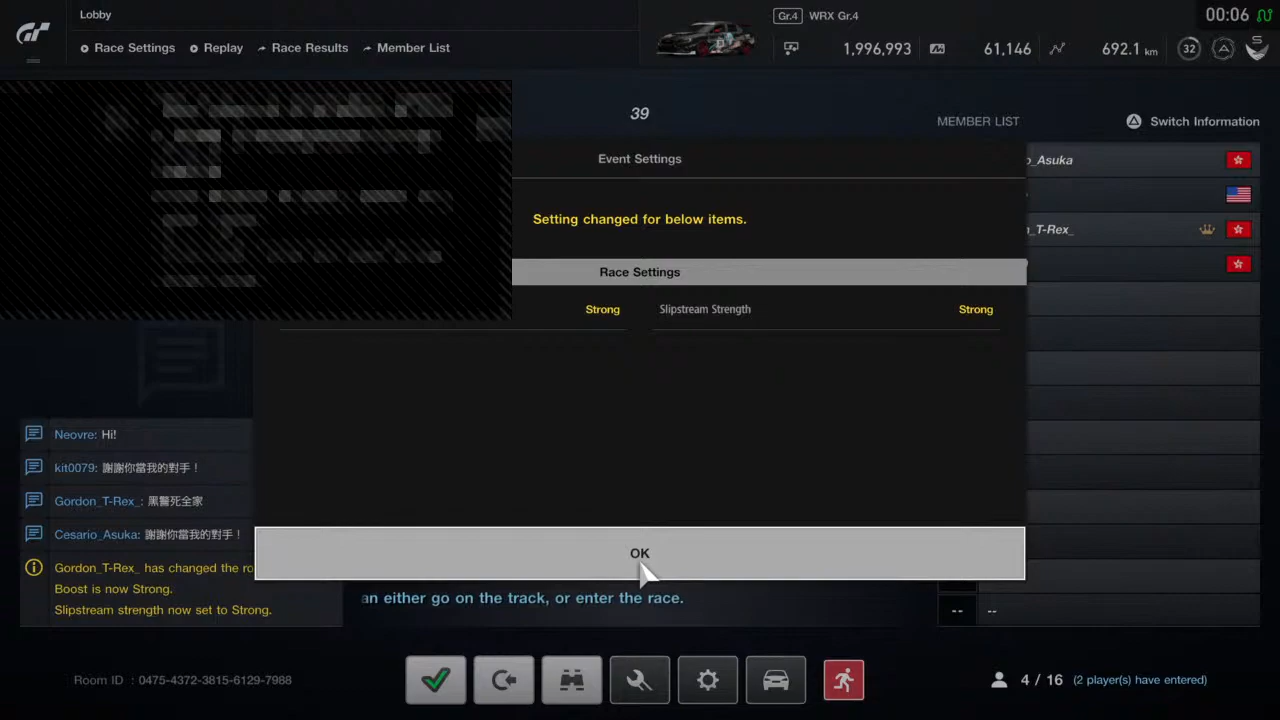 Lobby
Race Settings
Replay
Race Results
Member List
Gr.4 WRX Gr.4
1,996,993
61,146
692.1 km
32
S
00:06
39
MEMBER LIST
Switch Information
Event Settings
o_Asuka
Setting changed for below items.
_T-Rex_
Race Settings
Strong
Slipstream Strength
Strong
Neovre: Hi!
kit0079: 謝謝你當我的對手！
Gordon_T-Rex_: 黑警死全家
Cesario_Asuka: 謝謝你當我的對手！
Gordon_T-Rex_ has changed the ro
Boost is now Strong.
Slipstream strength now set to Strong.
OK
an either go on the track, or enter the race.
-- --
Room ID : 0475-4372-3815-6129-7988
4 / 16 (2 player(s) have entered)